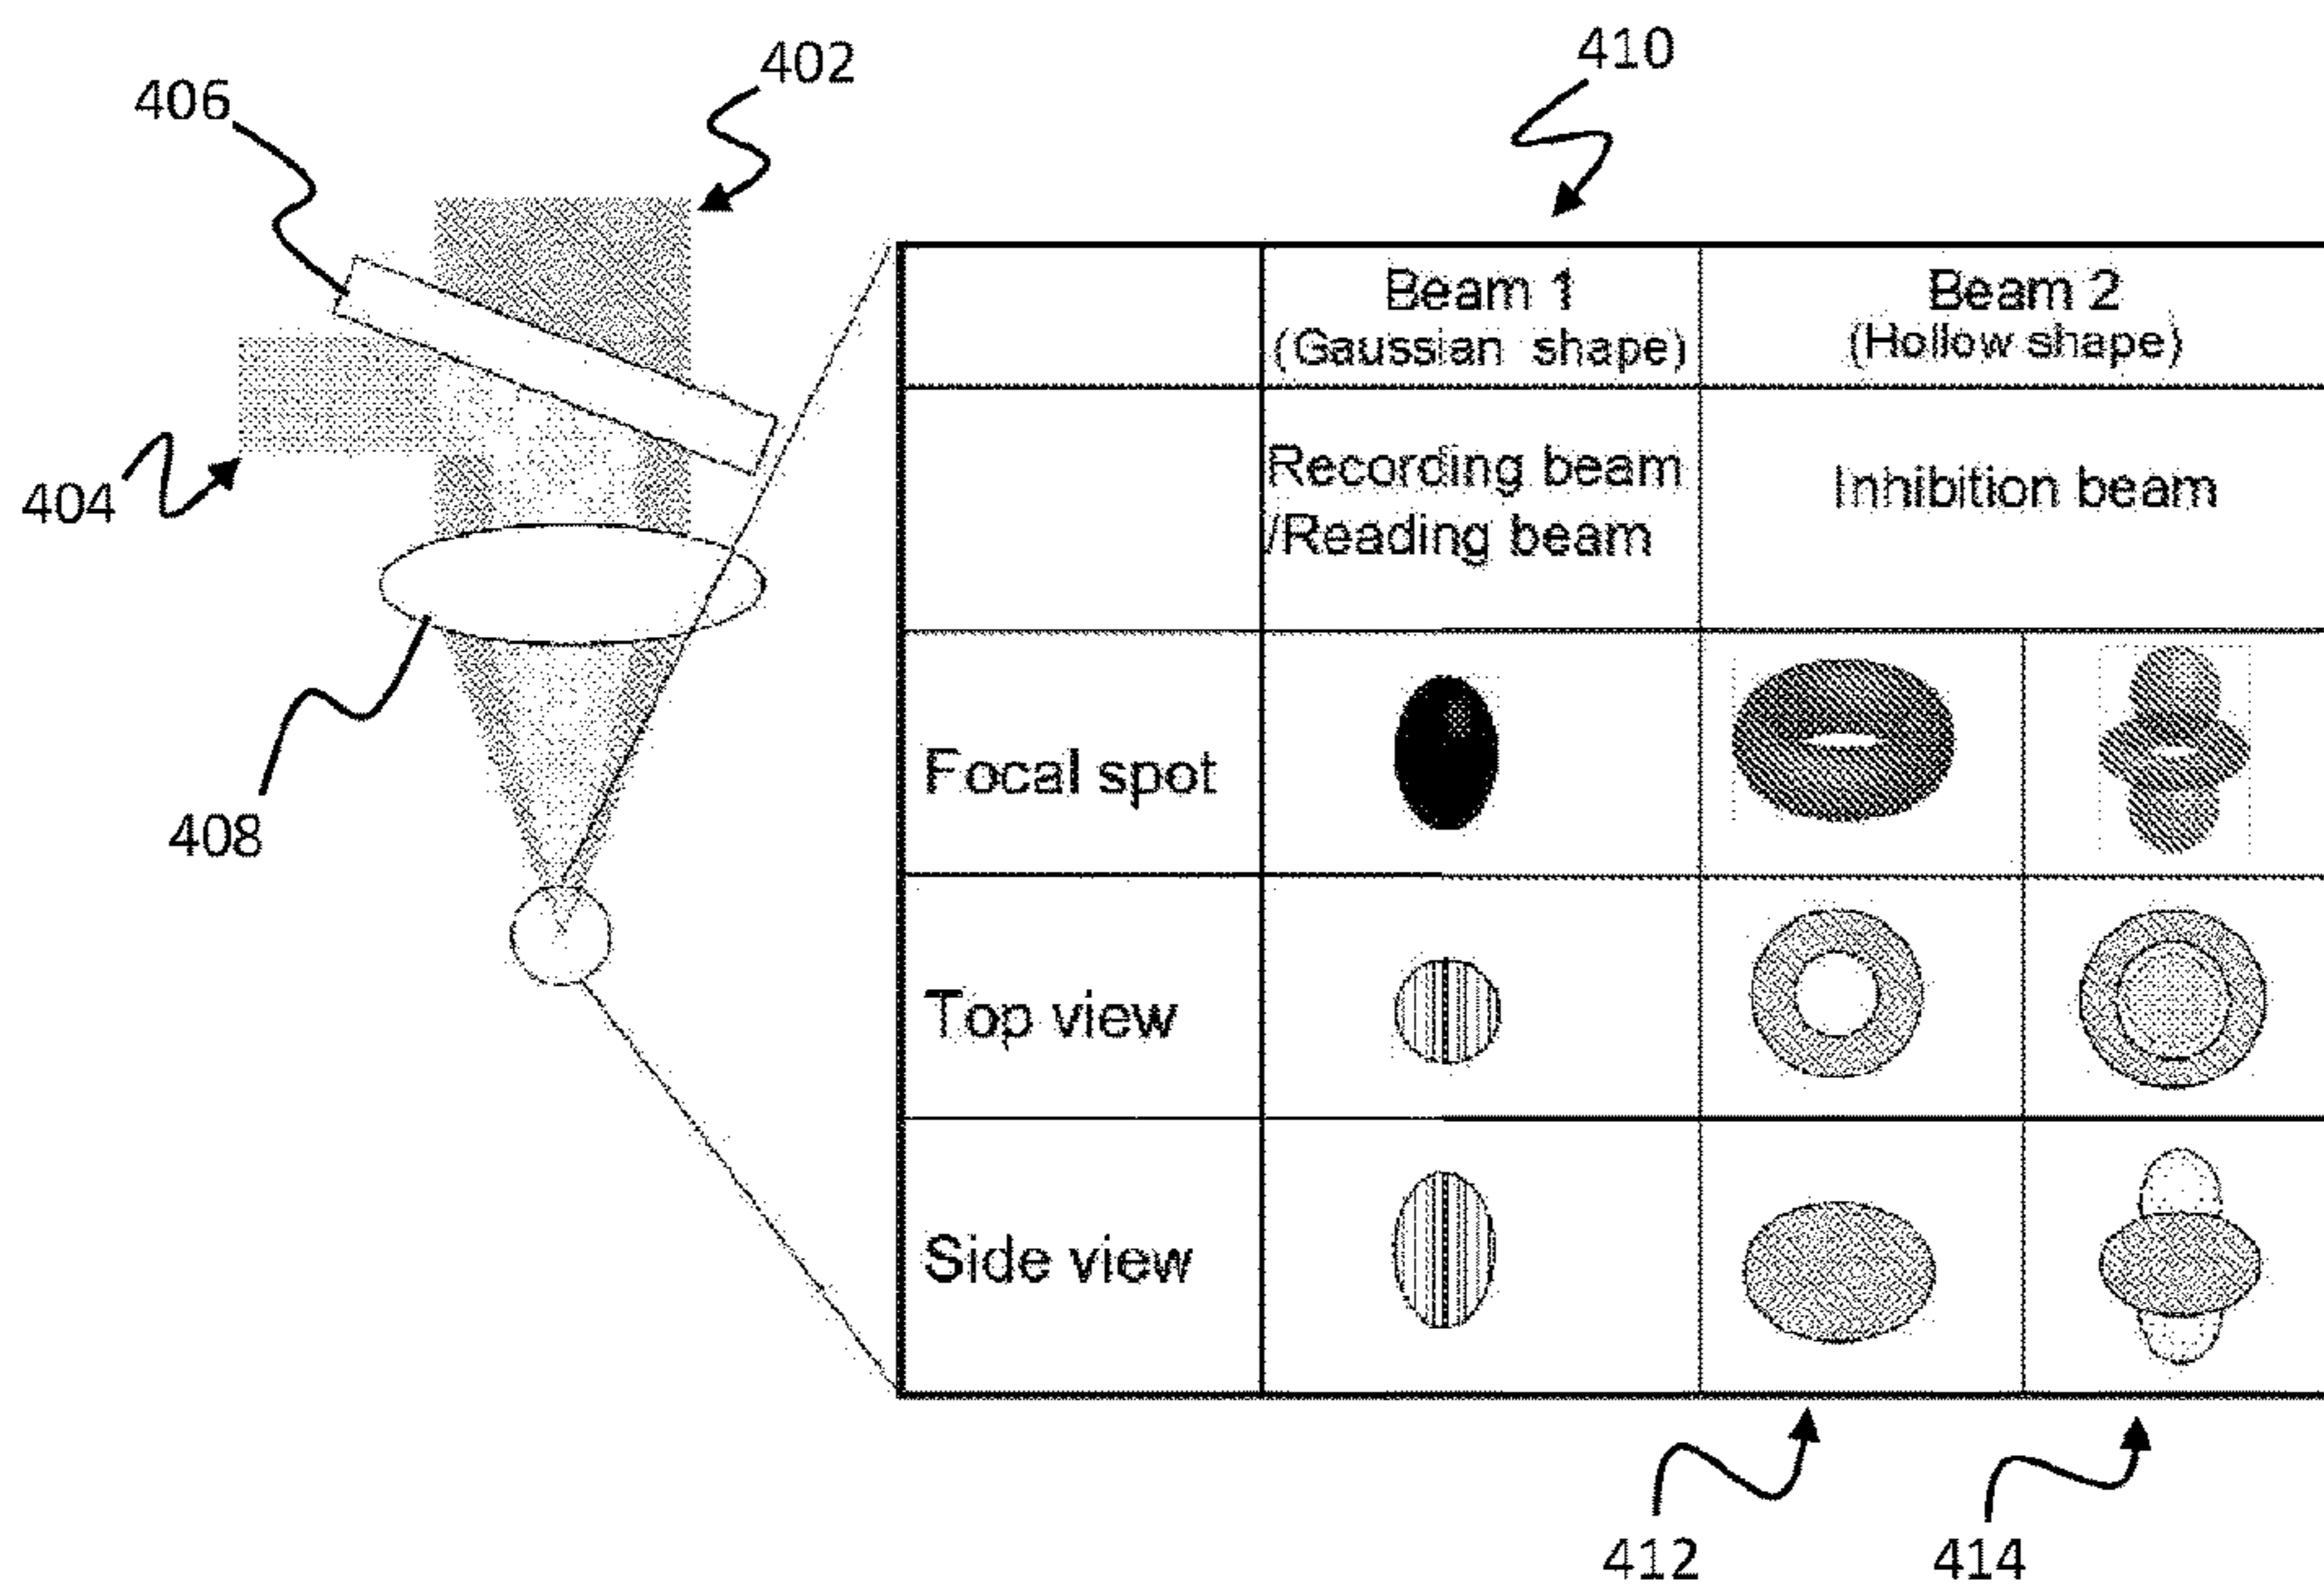 402
410
406
404
408
Beam 1
(Gaussian shape)
Beam 2
(Hollow shape)
Recording beam
/Reading beam
Inhibition beam
Focal spot
Top view
Side view
412
414